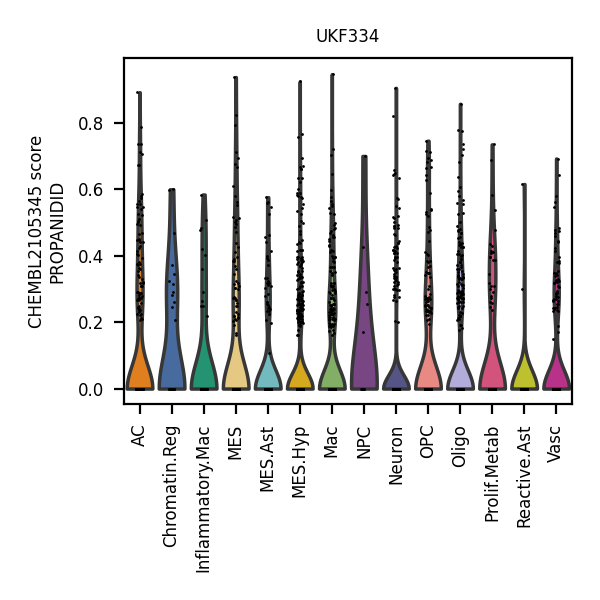 UKF334
CHEMBL2105345 score
PROPANIDID
0.8
0.6
0.4
0.2
0.0
AC
Chromatin.Reg
Inflammatory.Mac
MES
MES.Ast
MES.Hyp
Mac
NPC
Neuron
OPC
Oligo
Prolif.Metab
Reactive.Ast
Vasc